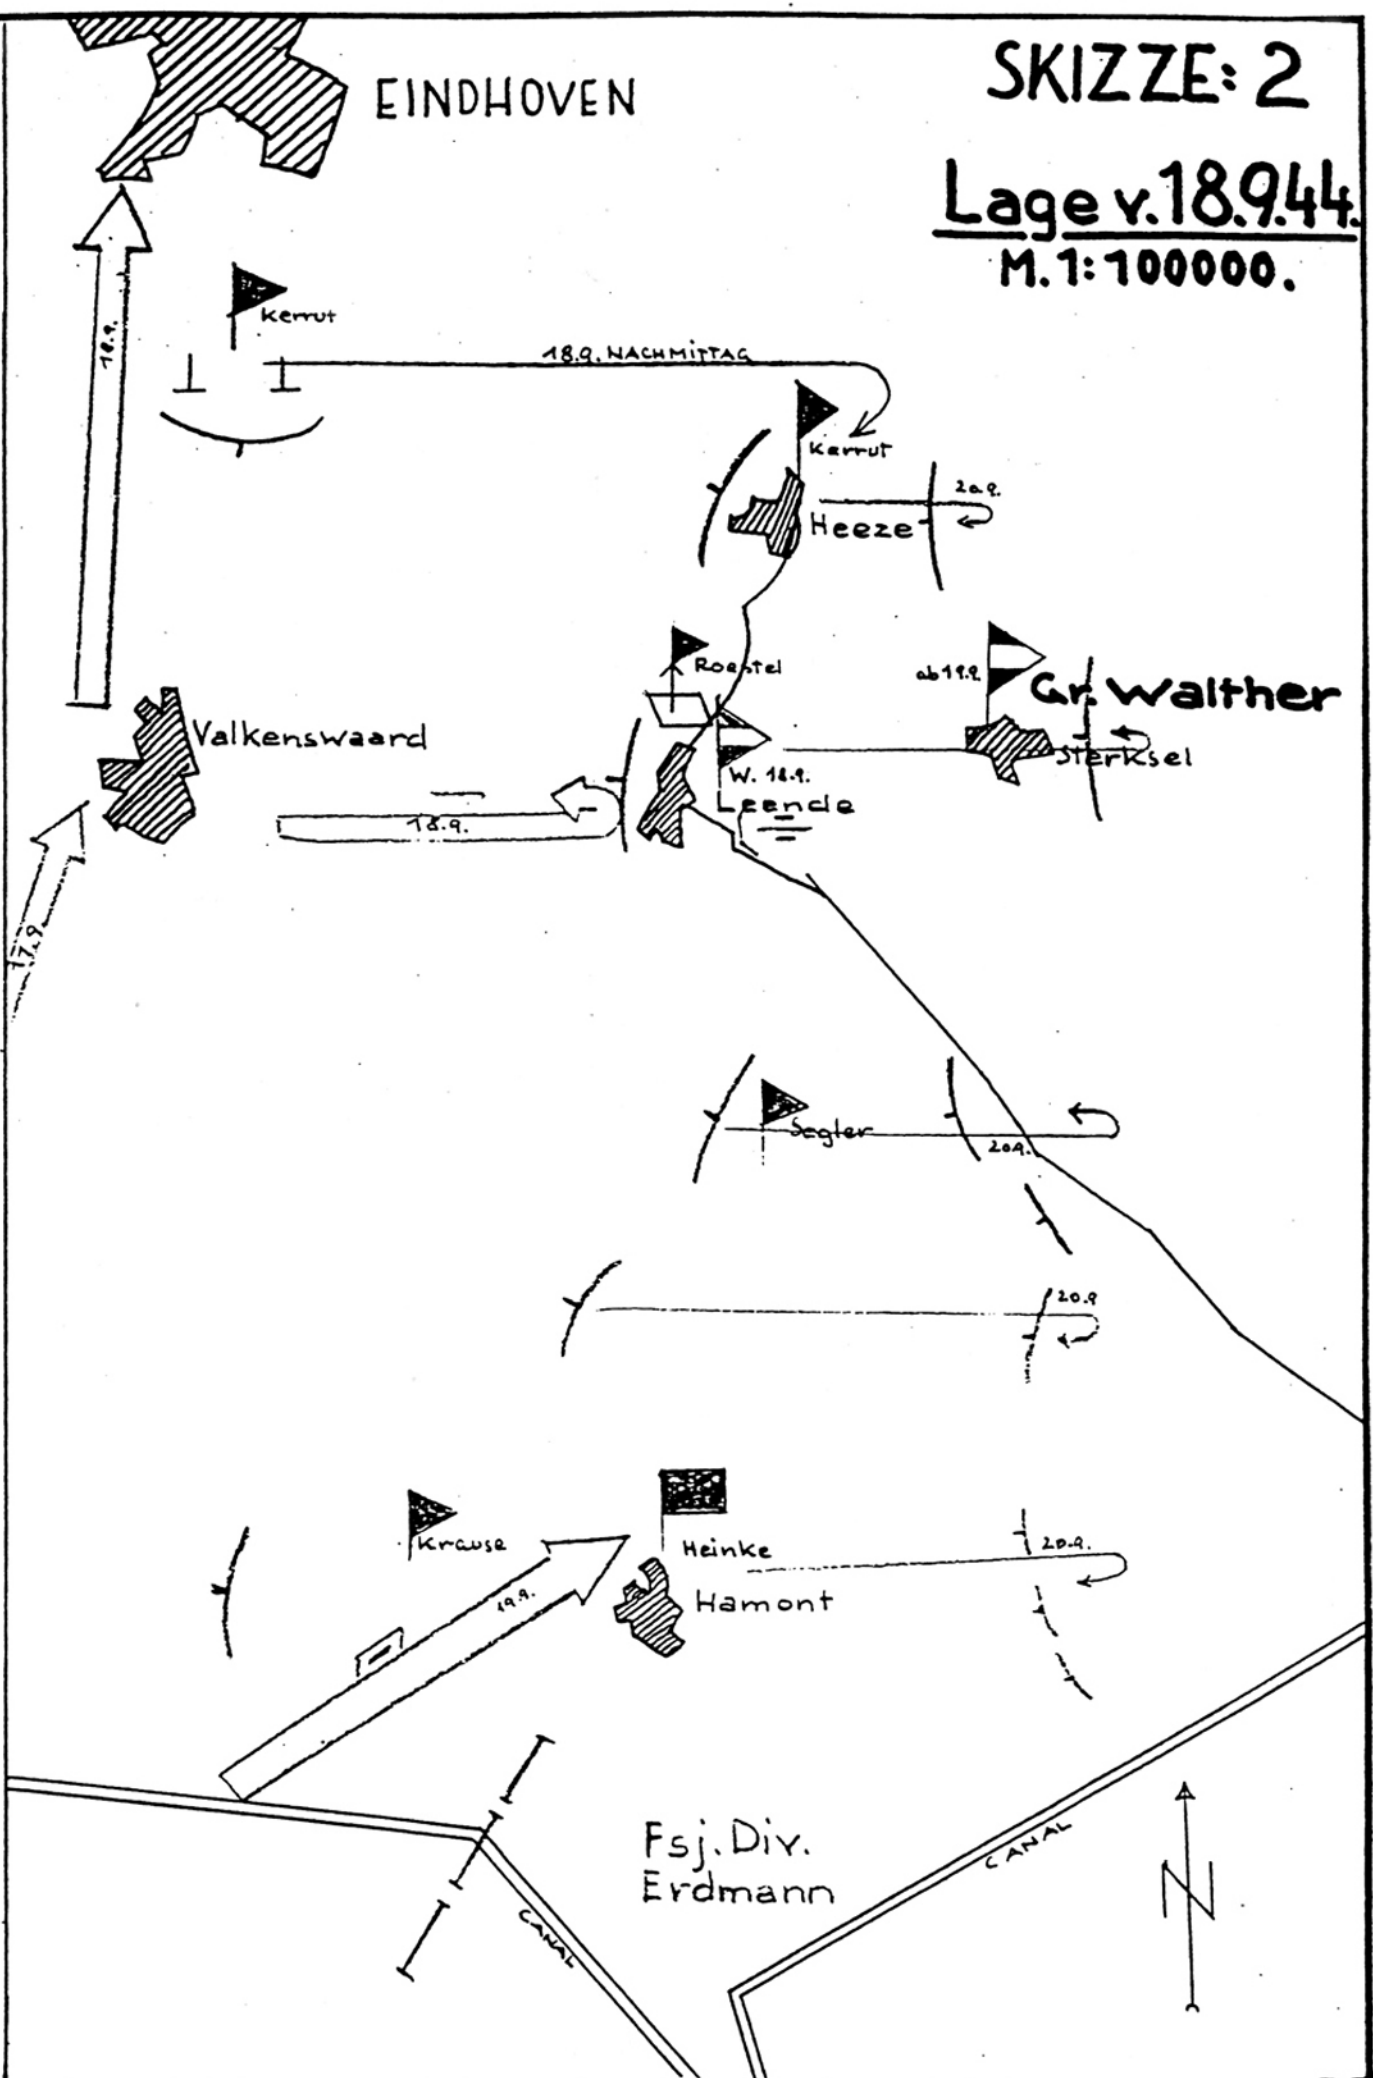 SKIZZE: 2
EINDHOVEN
Lage v. 18.9.44.
M. 1:100000.
18.9.
Kerrut
18.9. NACHMITTAG
Kerrut
20.9.
Heeze
Roestel
ab 19.9.
Gr. Walther
Valkenswaard
Sterksel
W. 18.9.
Leende
18.9.
17.9
Segler
20.9.
20.9
Krause
Heinke
20.9.
19.9.
Hamont
Fsj. Div.
Erdmann
CANAL
CANAL
N